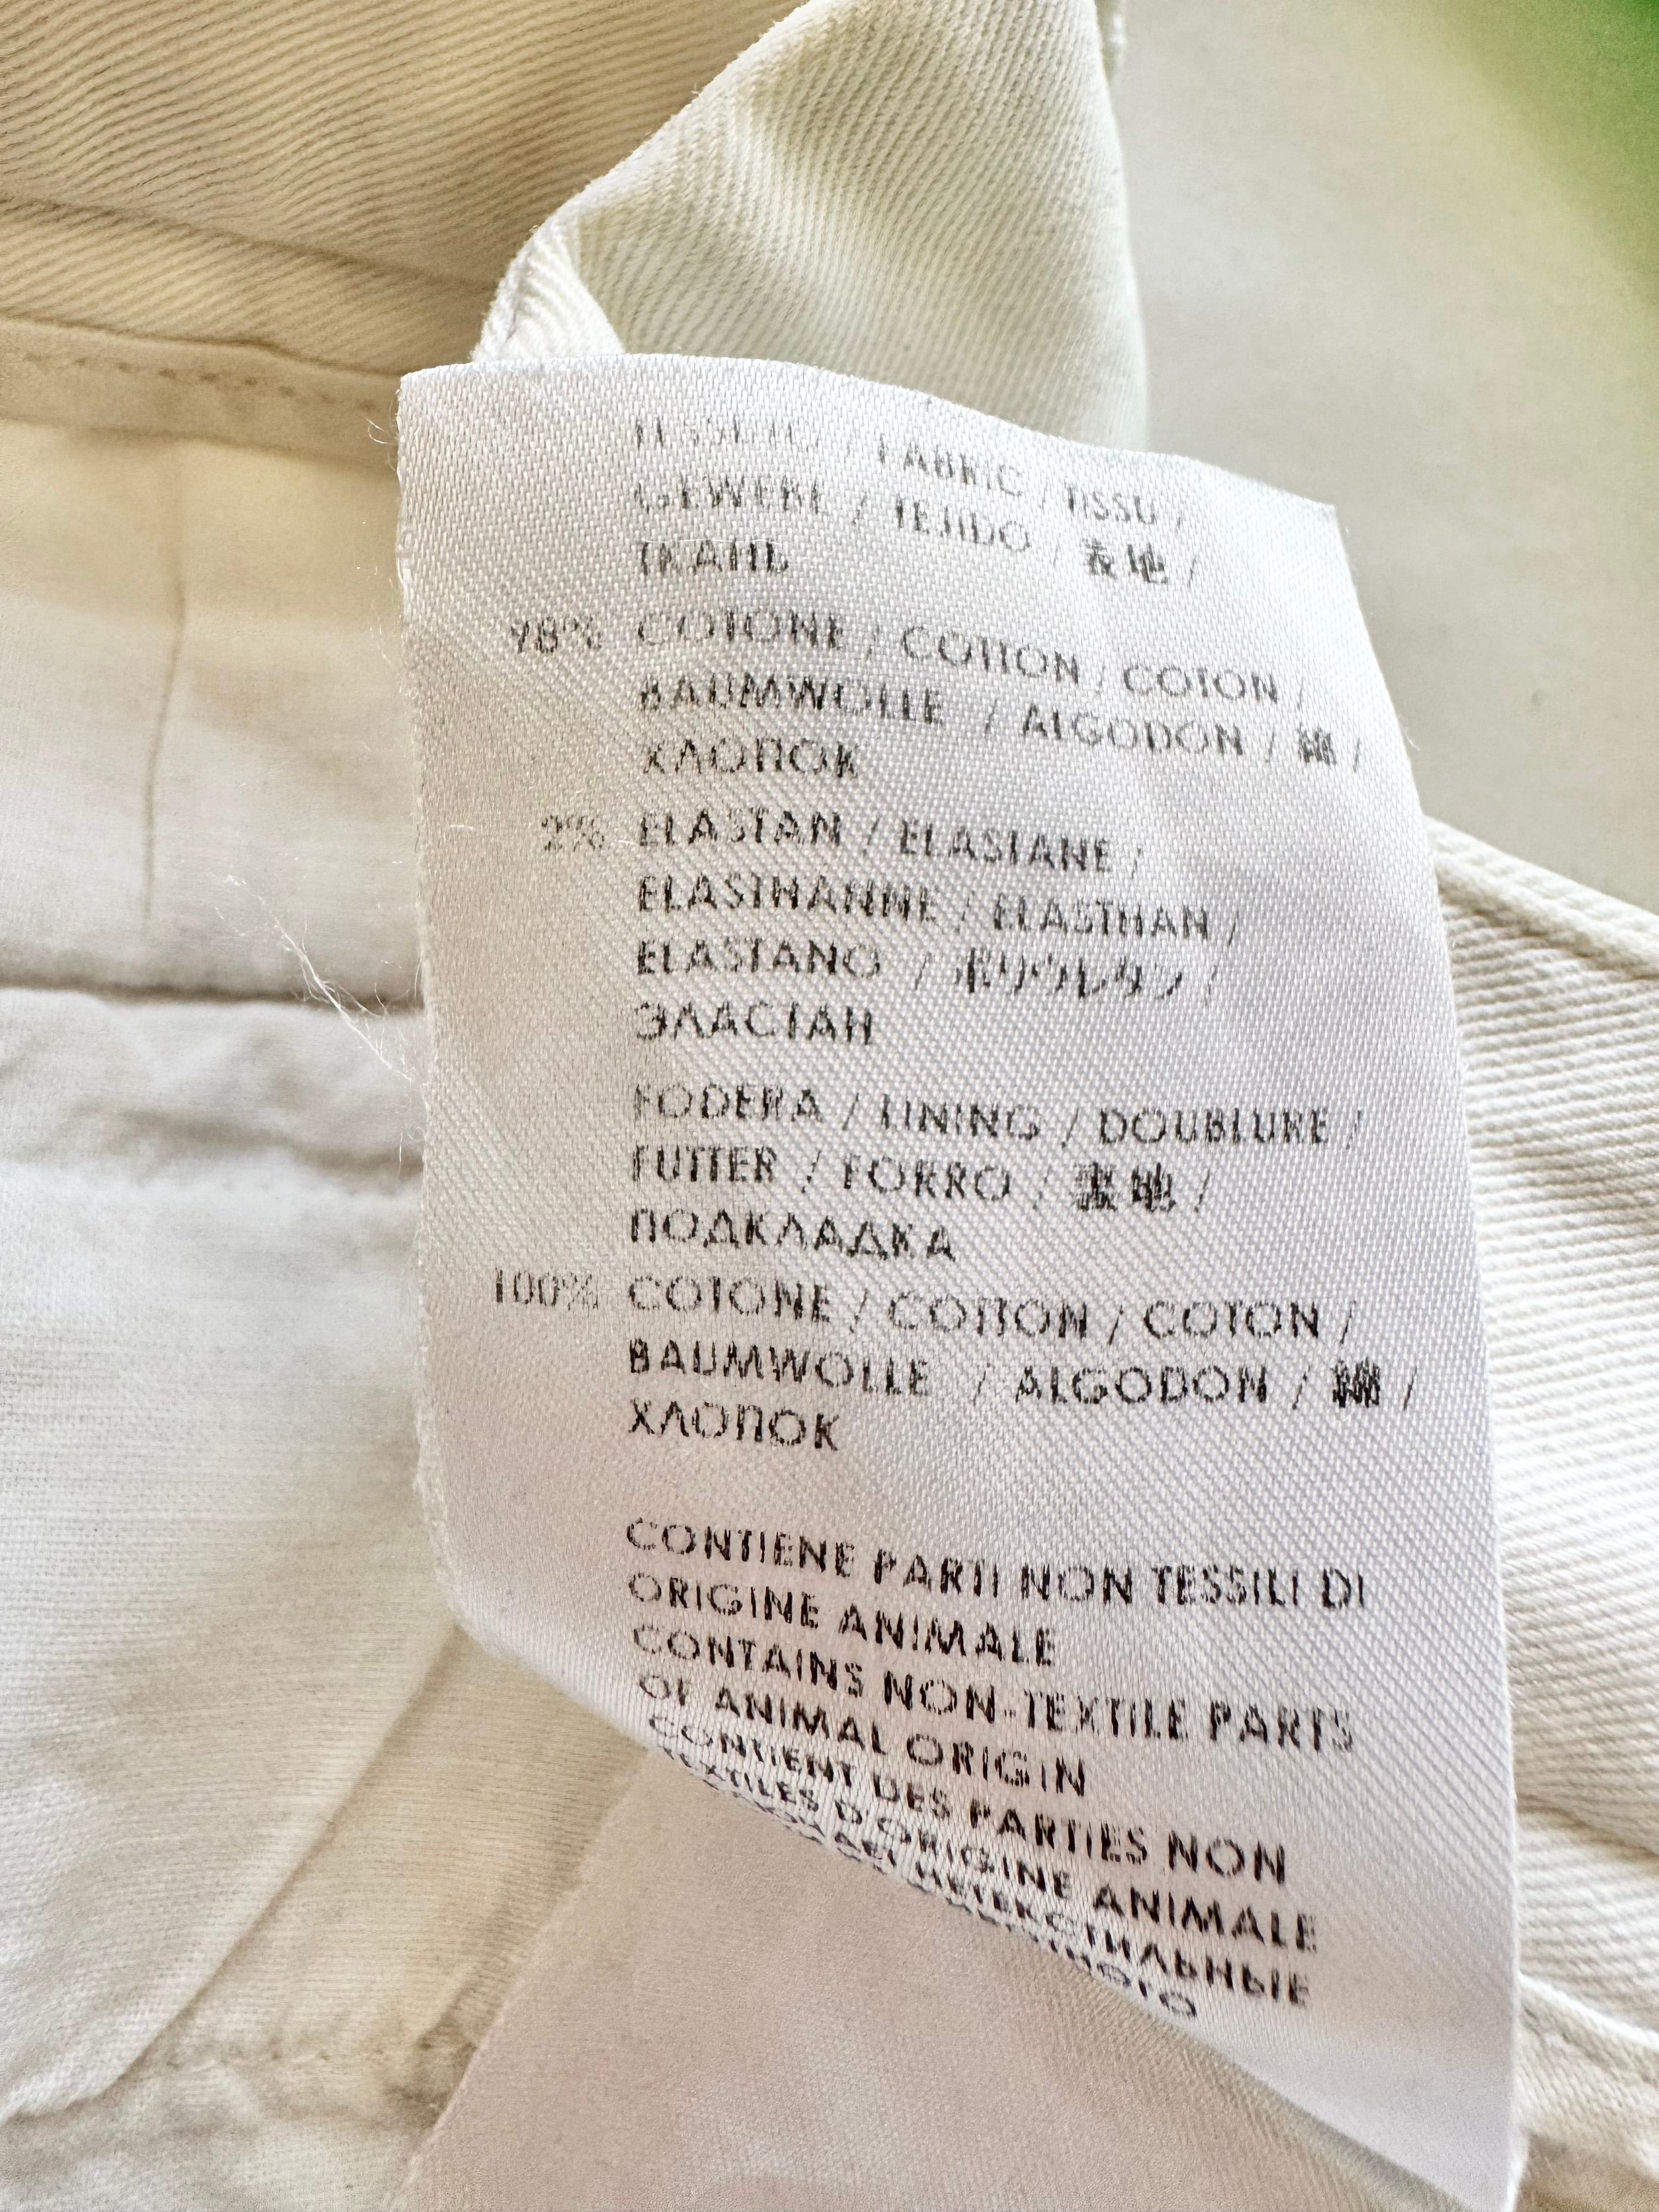 TESSUTO / FABRIC / TISSU /
GEWEBE / TEJIDO / 表地 /
ТКАНЬ
98% COTONE / COTTON / COTON /
BAUMWOLLE / ALGODON / 綿 /
ХЛОПОК
2% ELASTAN / ELASTANE /
ELASTHANNE / ELASTHAN /
ELASTANO / ポリウレタン /
ЭЛАСТАН
FODERA / LINING / DOUBLURE /
FUTTER / FORRO / 裏地 /
ПОДКЛАДКА
100% COTONE / COTTON / COTON /
BAUMWOLLE / ALGODON / 綿 /
ХЛОПОК
CONTIENE PARTI NON TESSILI DI
ORIGINE ANIMALE
CONTAINS NON-TEXTILE PARTS
OF ANIMAL ORIGIN
CONTIENT DES PARTIES NON
TEXTILES D'ORIGINE ANIMALE
НЕТЕКСТИЛЬНЫЕ